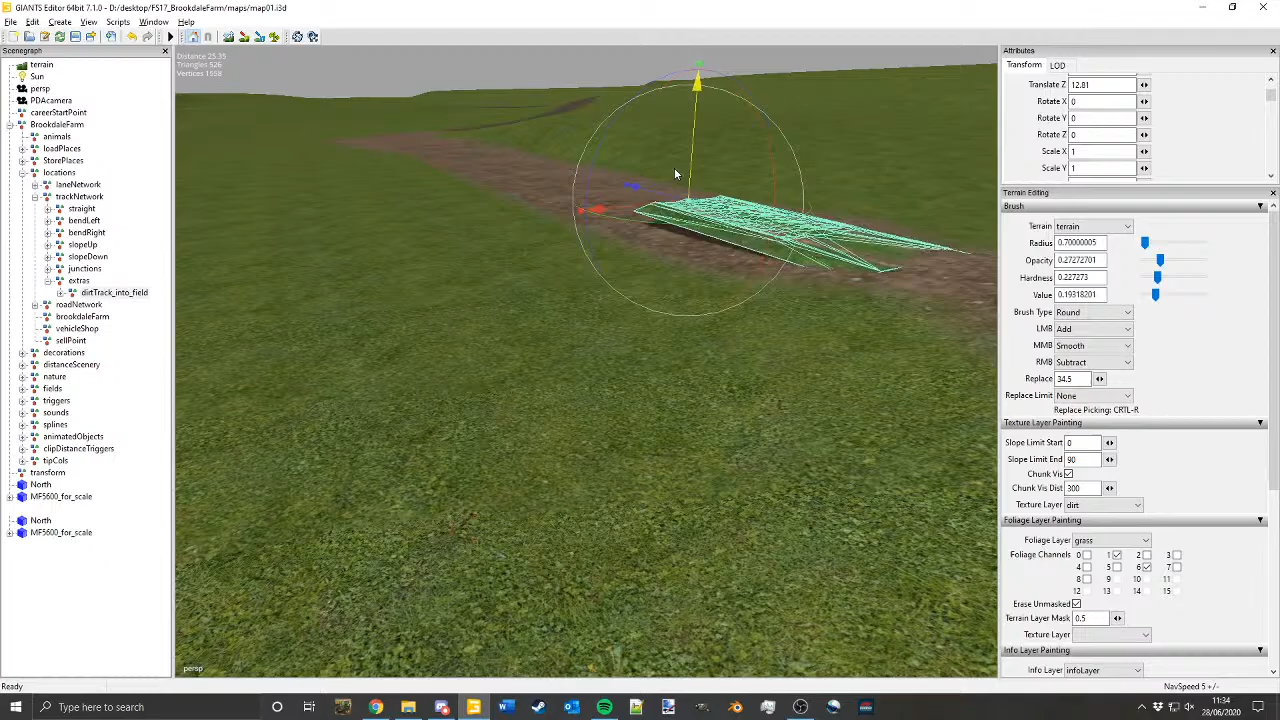 GIANTS Editor 64bit 7.1.0 - D:/desktop/FS17_BrookdaleFarm/maps/map01.i3d
File Edit Create View Scripts Window Help
Scenegraph
terrain
Sun
persp
PDAcamera
careerStartPoint
BrookdaleFarm
animals
loadPlaces
StorePlaces
locations
laneNetwork
trackNetwork
straight
bendLeft
bendRight
slopeUp
slopeDown
junctions
extras
dirtTrack_into_field
roadNetwork
brookdaleFarm
vehicleShop
sellPoint
decorations
distanceScenery
nature
fields
triggers
sounds
splines
animatedObjects
clipDistanceTriggers
tipCols
transform
North
MF5600_for_scale
North
MF5600_for_scale
Distance 25.35
Triangles 526
Vertices 1558
persp
Attributes
Transform LOD
Translate Z 12.81
Rotate X 0
Rotate Y 0
Rotate Z 0
Scale X 1
Scale Y 1
Terrain Editing
Brush
Terrain terrain
Radius 0.70000005
Opacity 0.27272701
Hardness 0.227273
Value 0.19318201
Brush Type Round
LMB Add
MMB Smooth
RMB Subtract
Replace 34.5
Replace Limit None
Replace Picking: CRTL-R
Texture Layer Painting
Slope Limit Start 0
Slope Limit End 90
Chunk Vis
Chunk Vis Dist 300
Texture Layer dirt
Foliage Layer Painting
Foliage Layer grass
Foliage Channels 0 1 2 3
4 5 6 7
8 9 10 11
12 13 14 15
Erase Unmasked
Terrain Layer Mask 0.5
Texture Layer
Info Layer Painting
Info Layer infoLayer
Ready
NavSpeed 5 +/-
Type here to search
11:34
28/06/2020